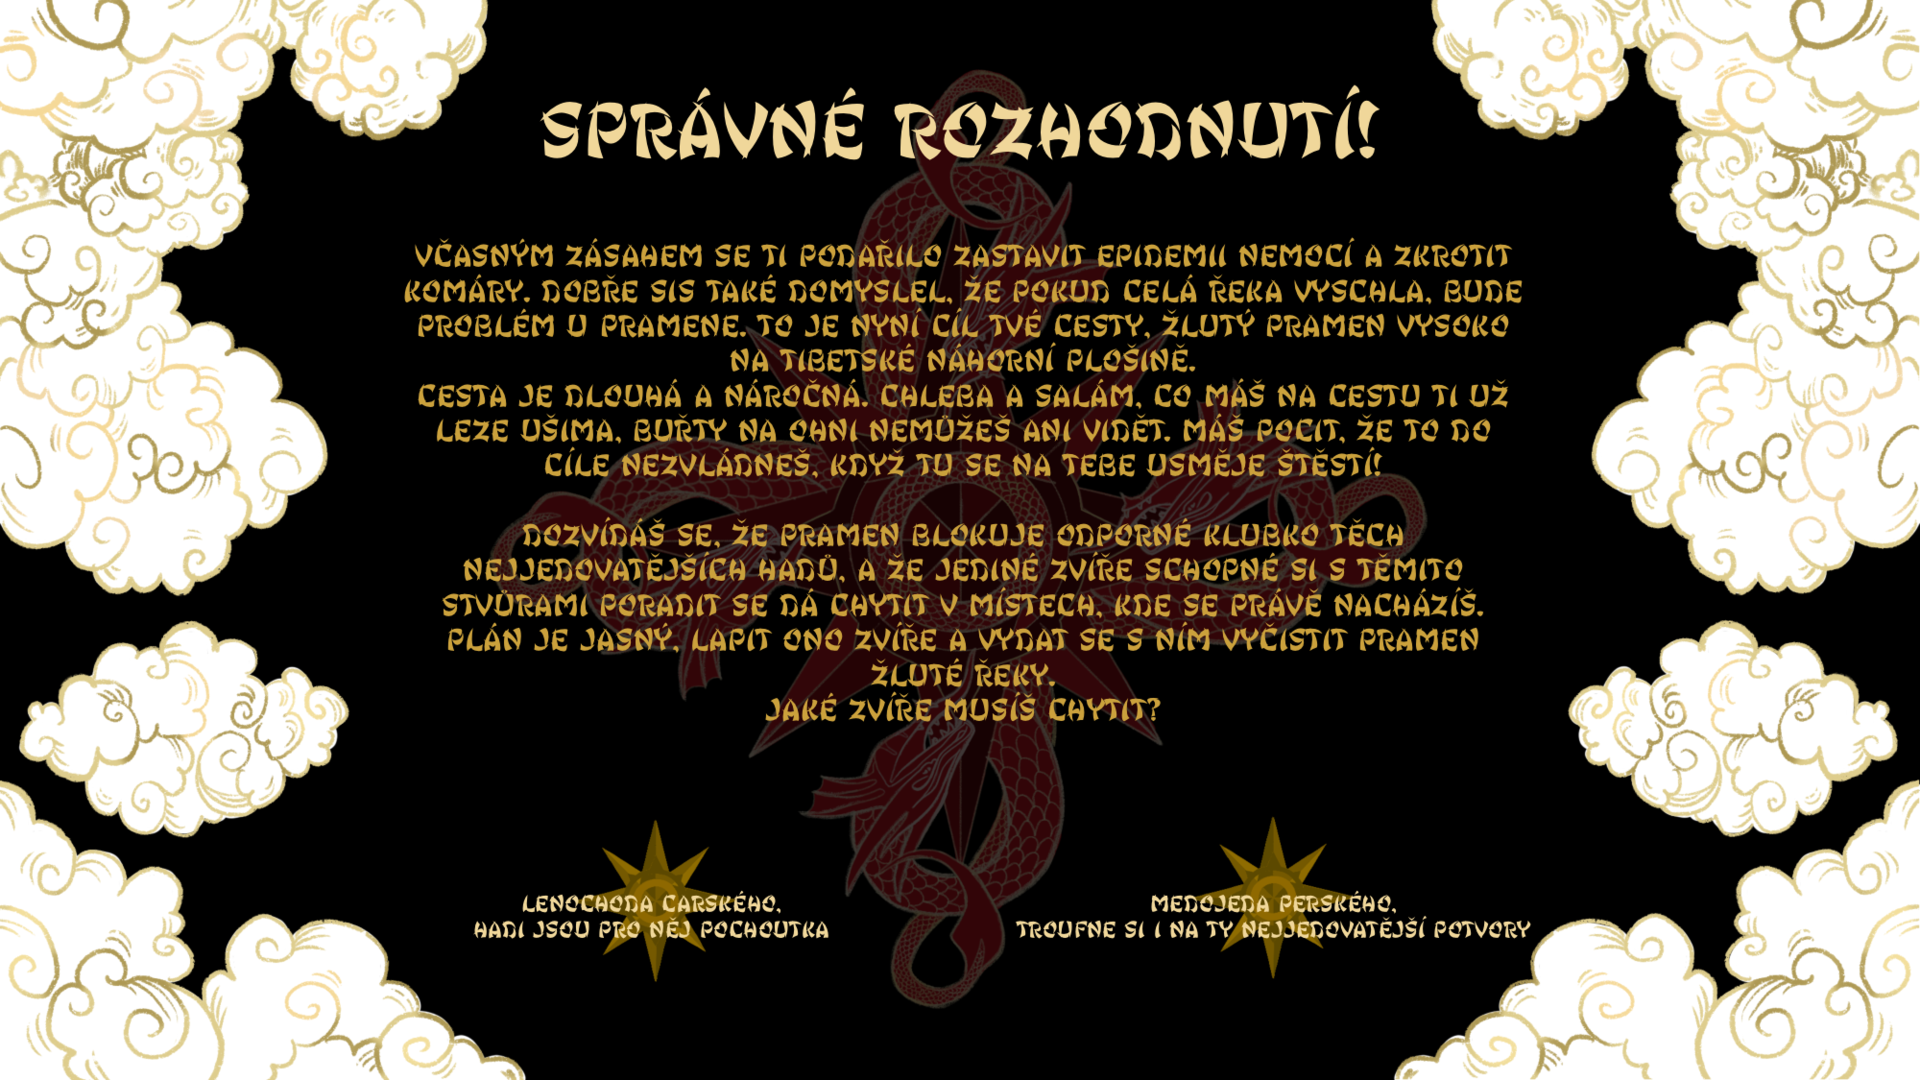 SPRÁVNÉ ROZHODNUTÍ!
VČASNÝM ZÁSAHEM SE TI PODAŘILO ZASTAVIT EPIDEMII NEMOCÍ A ZKROTIT
KOMÁRY. DOBŘE SIS TAKÉ DOMYSLEL, ŽE POKUD CELÁ ŘEKA VYSCHLA, BUDE
PROBLÉM U PRAMENE. TO JE NYNÍ CÍL TVÉ CESTY, ŽLUTÝ PRAMEN VYSOKO
NA TIBETSKÉ NÁHORNÍ PLOŠINĚ.
CESTA JE DLOUHÁ A NÁROČNÁ. CHLEBA A SALÁM, CO MÁŠ NA CESTU TI UŽ
LEZE UŠIMA, BUŘTY NA OHNI NEMŮŽEŠ ANI VIDĚT. MÁŠ POCIT, ŽE TO DO
CÍLE NEZVLÁDNEŠ, KDYŽ TU SE NA TEBE USMĚJE ŠTĚSTÍ!
DOZVÍDÁŠ SE, ŽE PRAMEN BLOKUJE ODPORNÉ KLUBKO TĚCH
NEJJEDOVATĚJŠÍCH HADŮ, A ŽE JEDINÉ ZVÍŘE SCHOPNÉ SI S TĚMITO
STVŮRAMI PORADIT SE DÁ CHYTIT V MÍSTECH, KDE SE PRÁVĚ NACHÁZÍŠ.
PLÁN JE JASNÝ, LAPIT ONO ZVÍŘE A VYDAT SE S NÍM VYČISTIT PRAMEN
ŽLUTÉ ŘEKY.
JAKÉ ZVÍŘE MUSÍŠ CHYTIT?
LENOCHODA CARSKÉHO,
HADI JSOU PRO NĚJ POCHOUTKA
MEDOJEDA PERSKÉHO,
TROUFNE SI I NA TY NEJJEDOVATĚJŠÍ POTVORY